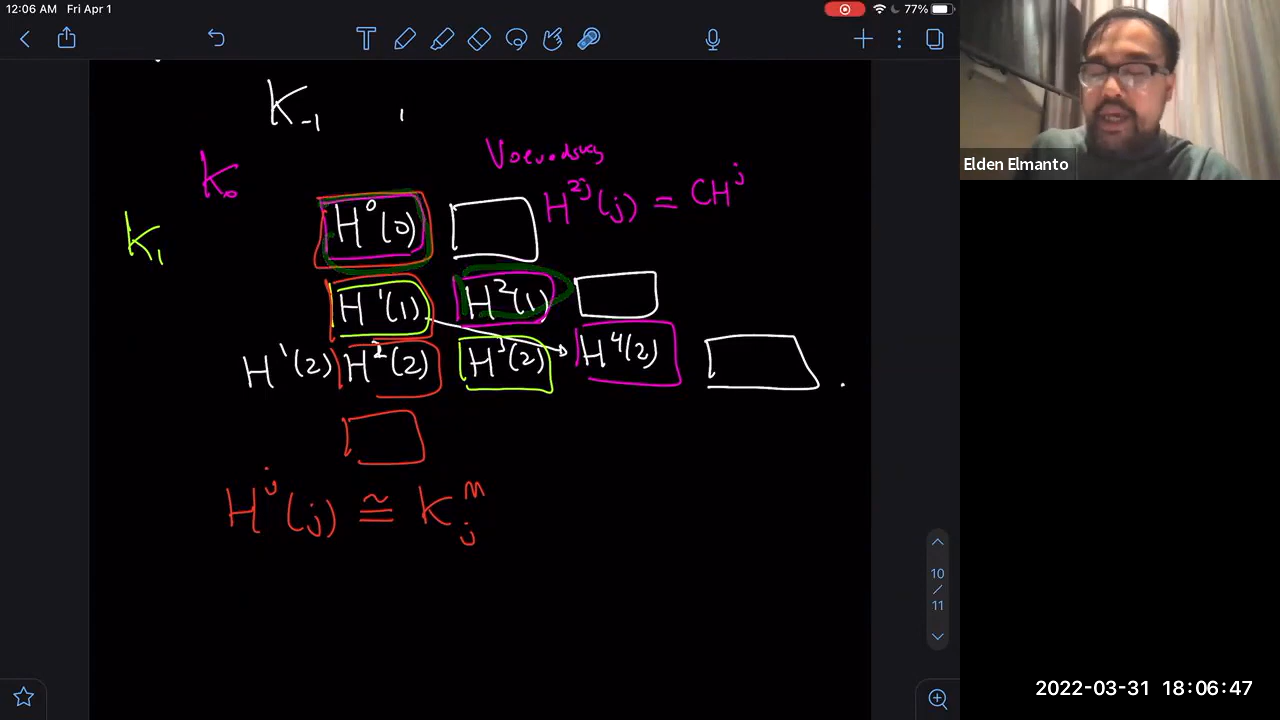 12:06 AM Fri Apr 1
77%
K₋₁ ,
K₀
Voevodsky
H²ʲ(j) = CHʲ
K₁
H⁰(0)
H¹(1) H²(1)
H¹(2) H²(2) H³(2) H⁴(2) .
Hʲ(j) ≅ Kⱼᴹ
10
/
11
Elden Elmanto
2022-03-31 18:06:47